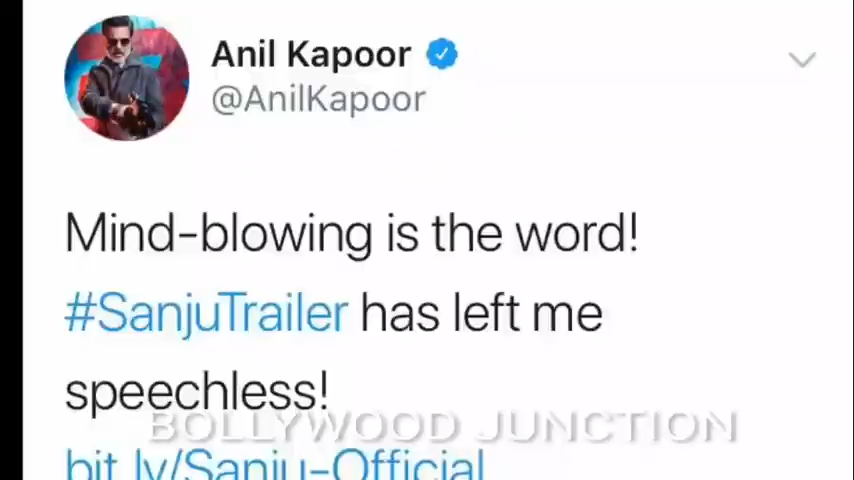 Anil Kapoor
@AnilKapoor
Mind-blowing is the word!
#SanjuTrailer has left me
speechless!
BOLLYWOOD JUNCTION
bit.ly/Sanju-Official